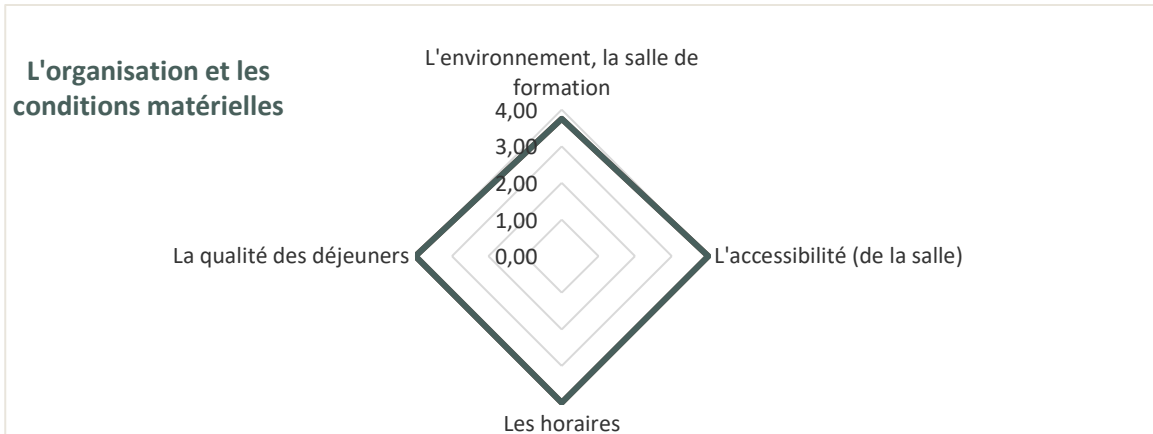 L'organisation et les
conditions matérielles
L'environnement, la salle de
formation
4,00
3,00
2,00
1,00
0,00
La qualité des déjeuners
L'accessibilité (de la salle)
Les horaires